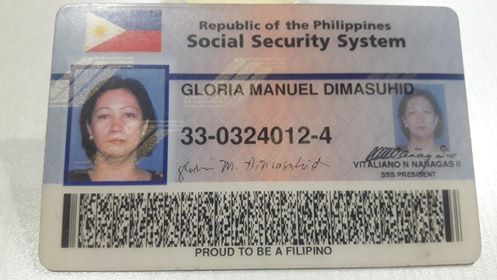 Republic of the Philippines
Social Security System
GLORIA MANUEL DIMASUHID
33-0324012-4
Gloria M. Dimasuhid
VITALIANO N NANAGAS II
SSS PRESIDENT
PROUD TO BE A FILIPINO